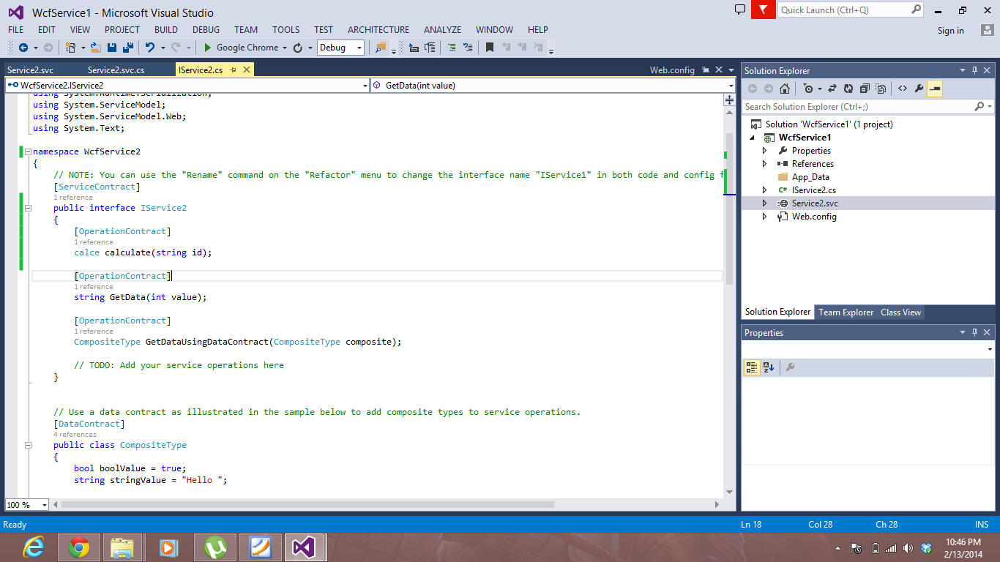 WcfService1 - Microsoft Visual Studio
Quick Launch (Ctrl+Q)
FILE EDIT VIEW PROJECT BUILD DEBUG TEAM TOOLS TEST ARCHITECTURE ANALYZE WINDOW HELP
Sign in
Google Chrome Debug
Service2.svc Service2.svc.cs IService2.cs Web.config
WcfService2.IService2 GetData(int value)
using System.Runtime.Serialization;
using System.ServiceModel;
using System.ServiceModel.Web;
using System.Text;
namespace WcfService2
{
// NOTE: You can use the "Rename" command on the "Refactor" menu to change the interface name "IService1" in both code and config f
[ServiceContract]
1 reference
public interface IService2
{
[OperationContract]
1 reference
calce calculate(string id);
[OperationContract]
1 reference
string GetData(int value);
[OperationContract]
1 reference
CompositeType GetDataUsingDataContract(CompositeType composite);
// TODO: Add your service operations here
}
// Use a data contract as illustrated in the sample below to add composite types to service operations.
[DataContract]
4 references
public class CompositeType
{
bool boolValue = true;
string stringValue = "Hello ";
100 %
Solution Explorer
Search Solution Explorer (Ctrl+;)
Solution 'WcfService1' (1 project)
WcfService1
Properties
References
App_Data
C# IService2.cs
Service2.svc
Web.config
Solution Explorer Team Explorer Class View
Properties
Ready Ln 18 Col 28 Ch 28 INS
10:46 PM
2/13/2014